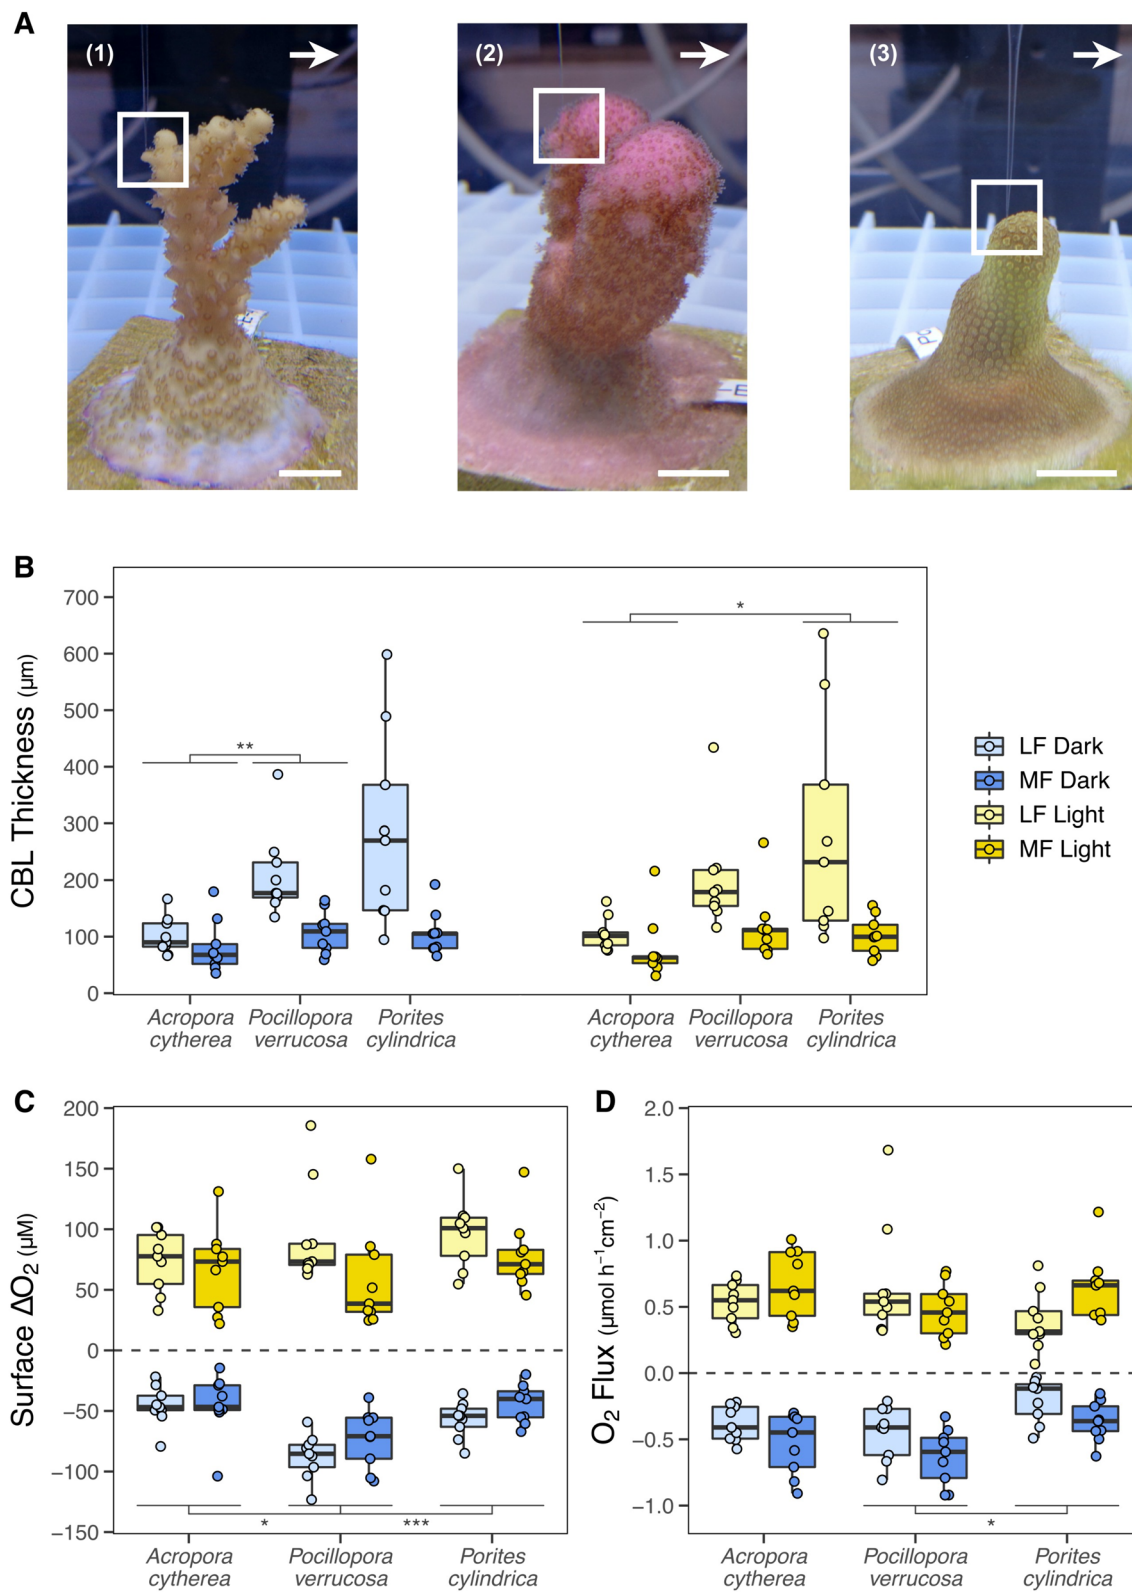 A
(1)
(2)
(3)
E
-E
B
CBL Thickness (μm)
700
600
500
400
300
200
100
0
**
*
Acropora
cytherea
Pocillopora
verrucosa
Porites
cylindrica
Acropora
cytherea
Pocillopora
verrucosa
Porites
cylindrica
LF Dark
MF Dark
LF Light
MF Light
C
Surface ΔO₂ (μM)
200
150
100
50
0
−50
−100
−150
*
***
Acropora
cytherea
Pocillopora
verrucosa
Porites
cylindrica
D
O₂ Flux (μmol h⁻¹cm⁻²)
2.0
1.5
1.0
0.5
0.0
−0.5
−1.0
*
Acropora
cytherea
Pocillopora
verrucosa
Porites
cylindrica